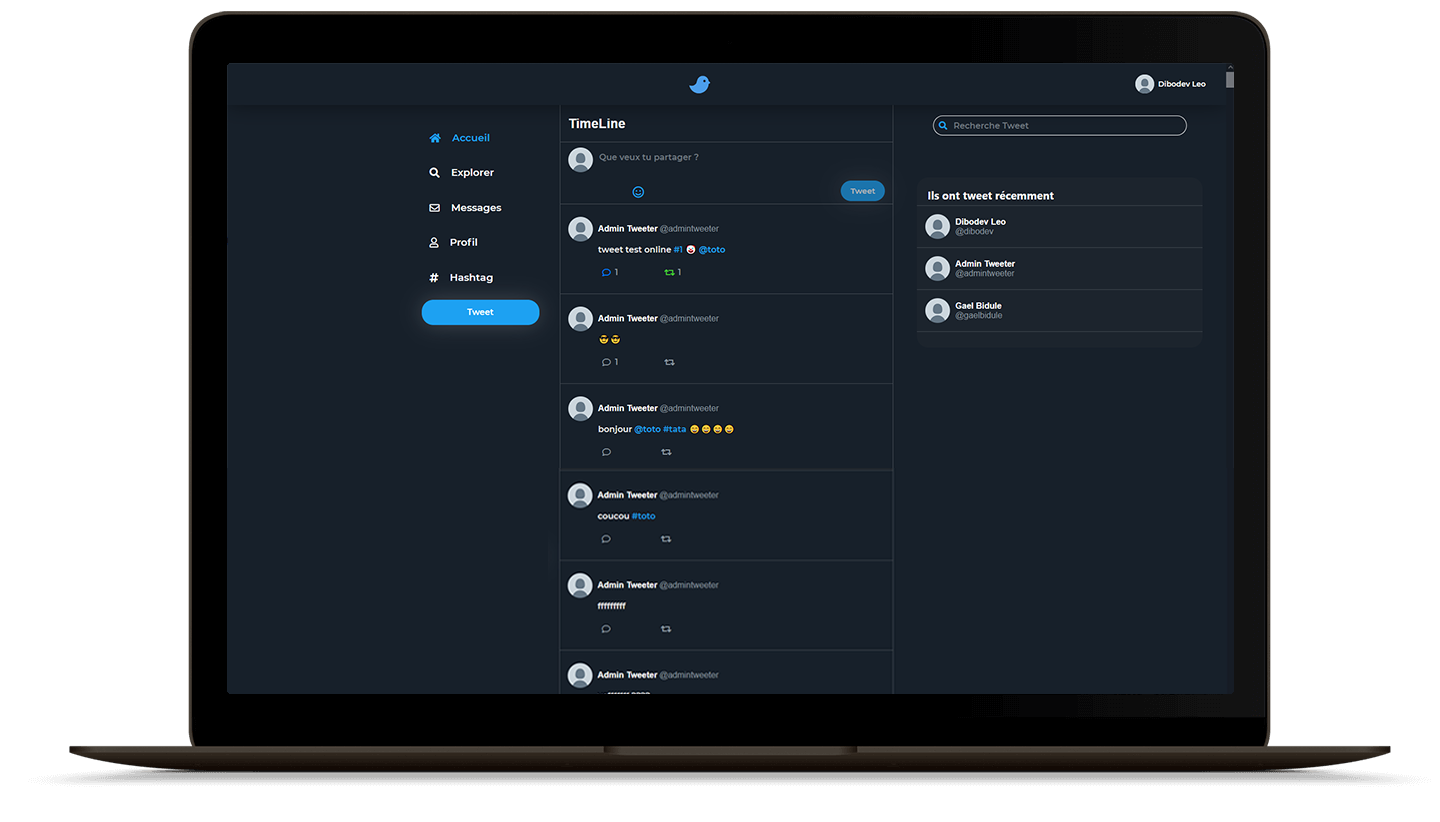 Dibodev Leo
Accueil
Explorer
Messages
Profil
Hashtag
Tweet
TimeLine
Que veux tu partager ?
Tweet
Admin Tweeter @admintweeter
tweet test online #1 🤡 @toto
1 1
Admin Tweeter @admintweeter
😎😎
1
Admin Tweeter @admintweeter
bonjour @toto #tata 😄😄😄😄
Admin Tweeter @admintweeter
coucou #toto
Admin Tweeter @admintweeter
fffffffff
Admin Tweeter @admintweeter
Recherche Tweet
Ils ont tweet récemment
Dibodev Leo
@dibodev
Admin Tweeter
@admintweeter
Gael Bidule
@gaelbidule